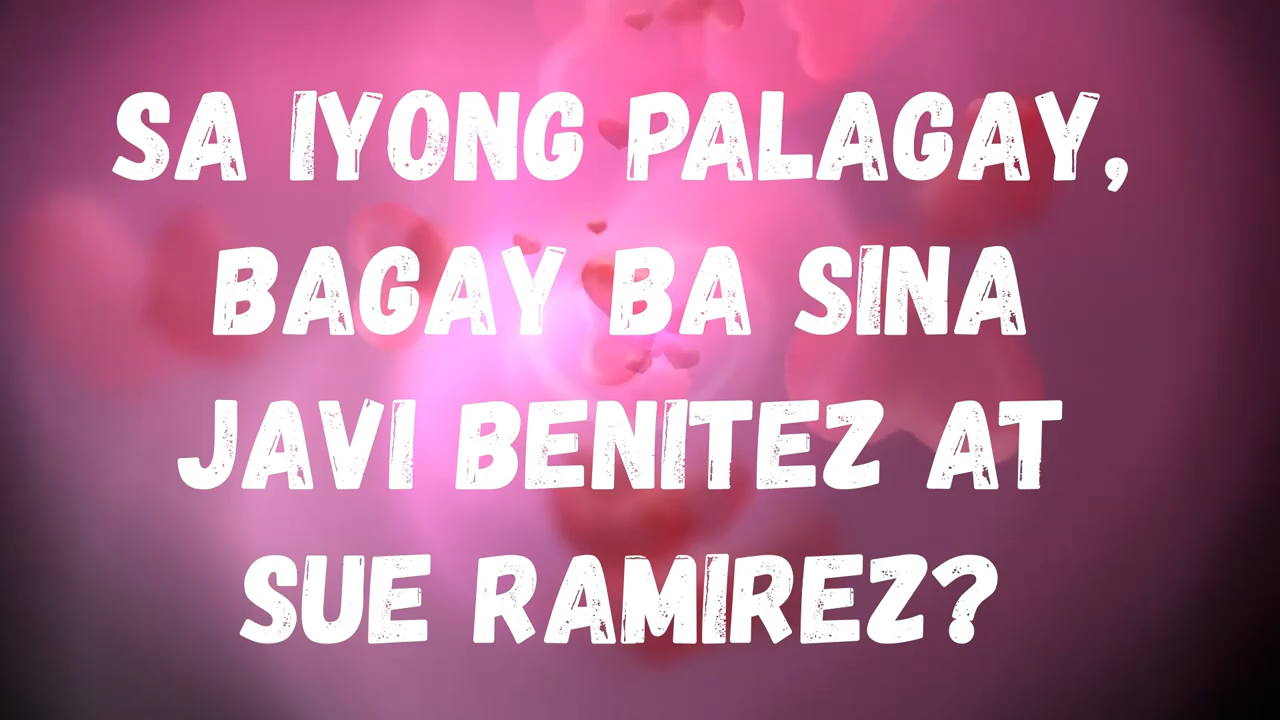 SA IYONG PALAGAY,
BAGAY BA SINA
JAVI BENITEZ AT
SUE RAMIREZ?